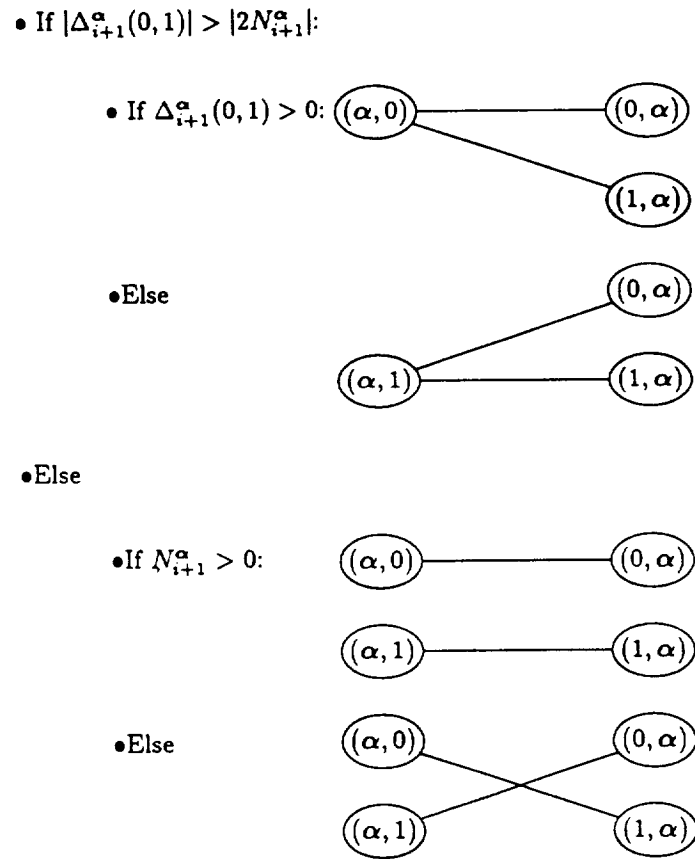 • If |Δ^α_{i+1}(0, 1)| > |2N^α_{i+1}|:
• If Δ^α_{i+1}(0, 1) > 0: (α, 0) (0, α)
(1, α)
•Else (0, α)
(α, 1) (1, α)
•Else
•If N^α_{i+1} > 0: (α, 0) (0, α)
(α, 1) (1, α)
•Else (α, 0) (0, α)
(α, 1) (1, α)